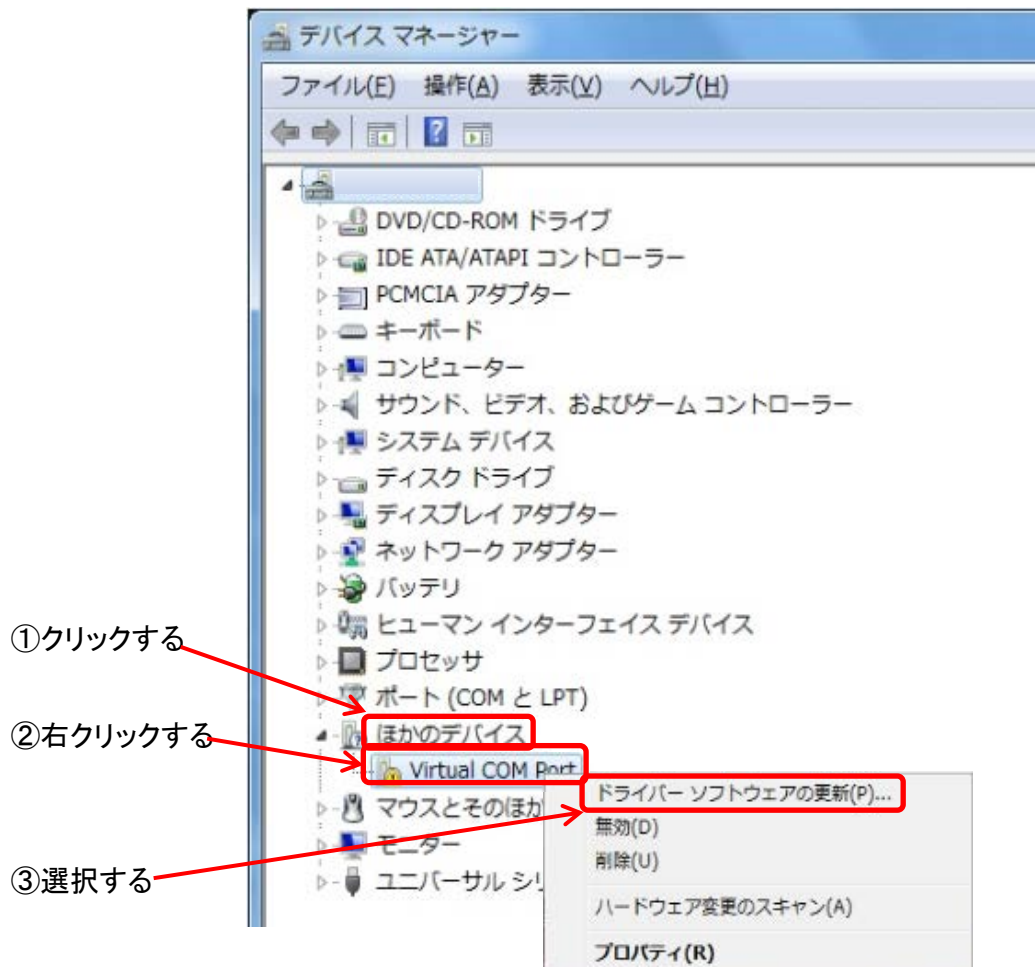 デバイス マネージャー
ファイル(F) 操作(A) 表示(V) ヘルプ(H)
DVD/CD-ROM ドライブ
IDE ATA/ATAPI コントローラー
PCMCIA アダプター
キーボード
コンピューター
サウンド、ビデオ、およびゲーム コントローラー
システム デバイス
ディスク ドライブ
ディスプレイ アダプター
ネットワーク アダプター
バッテリ
ヒューマン インターフェイス デバイス
①クリックする
プロセッサ
ポート (COM と LPT)
②右クリックする
ほかのデバイス
Virtual COM Port
ドライバー ソフトウェアの更新(P)...
マウスとそのほか
無効(D)
モニター
削除(U)
③選択する
ユニバーサル シリ
ハードウェア変更のスキャン(A)
プロパティ(R)